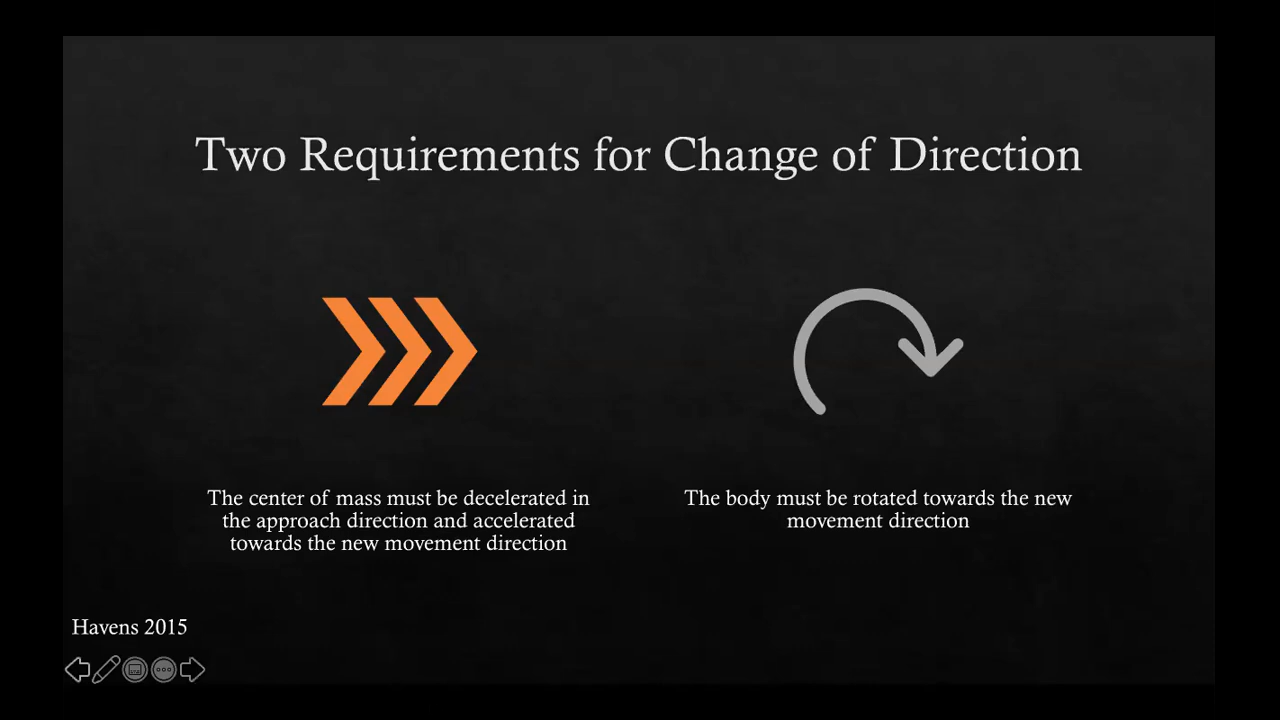 Two Requirements for Change of Direction
The center of mass must be decelerated in
the approach direction and accelerated
towards the new movement direction
The body must be rotated towards the new
movement direction
Havens 2015